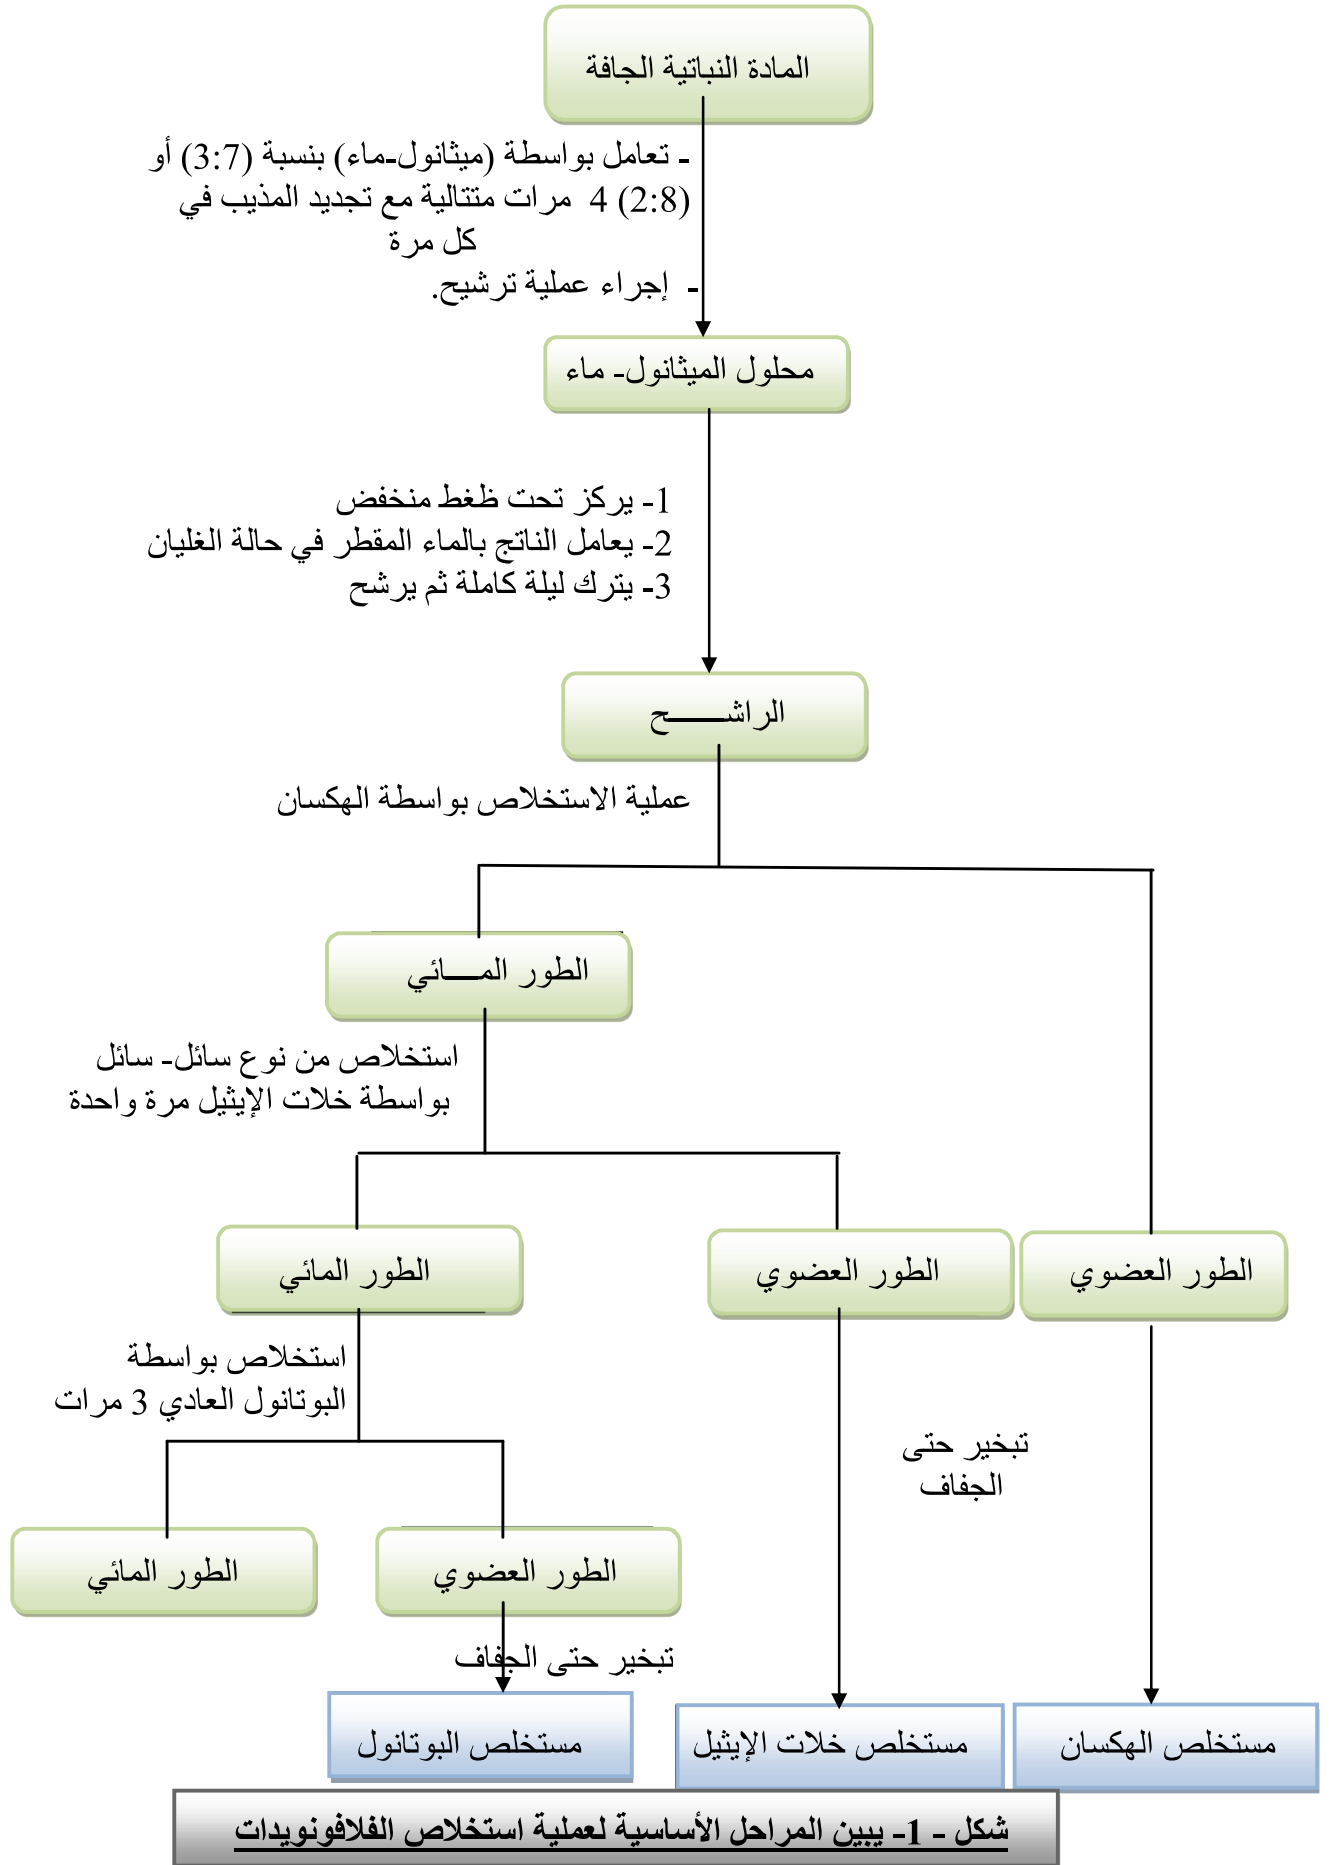 المادة النباتية الجافة
- تعامل بواسطة (ميثانول-ماء) بنسبة (3:7) أو
(2:8) 4 مرات متتالية مع تجديد المذيب في
كل مرة
- إجراء عملية ترشيح.
محلول الميثانول- ماء
1- يركز تحت ظغط منخفض
2- يعامل الناتج بالماء المقطر في حالة الغليان
3- يترك ليلة كاملة ثم يرشح
الراشــــــح
عملية الاستخلاص بواسطة الهكسان
الطور المــــائي
استخلاص من نوع سائل- سائل
بواسطة خلات الإيثيل مرة واحدة
الطور العضوي
الطور العضوي
الطور المائي
استخلاص بواسطة
البوتانول العادي 3 مرات
تبخير حتى
الجفاف
الطور العضوي
الطور المائي
تبخير حتى الجفاف
مستخلص الهكسان
مستخلص خلات الإيثيل
مستخلص البوتانول
شكل - 1- يبين المراحل الأساسية لعملية استخلاص الفلافونويدات